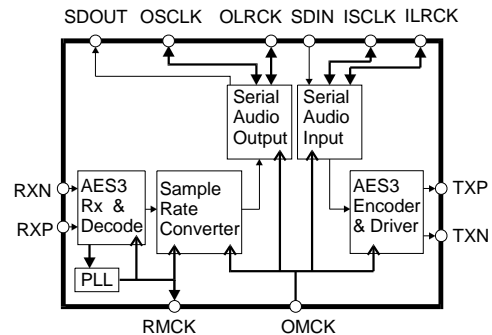 SDOUT OSCLK OLRCK SDIN ISCLK ILRCK
Serial
Audio
Output
Serial
Audio
Input
RXN
RXP
AES3
Rx &
Decode
Sample
Rate
Converter
AES3
Encoder
& Driver
TXP
TXN
PLL
RMCK OMCK